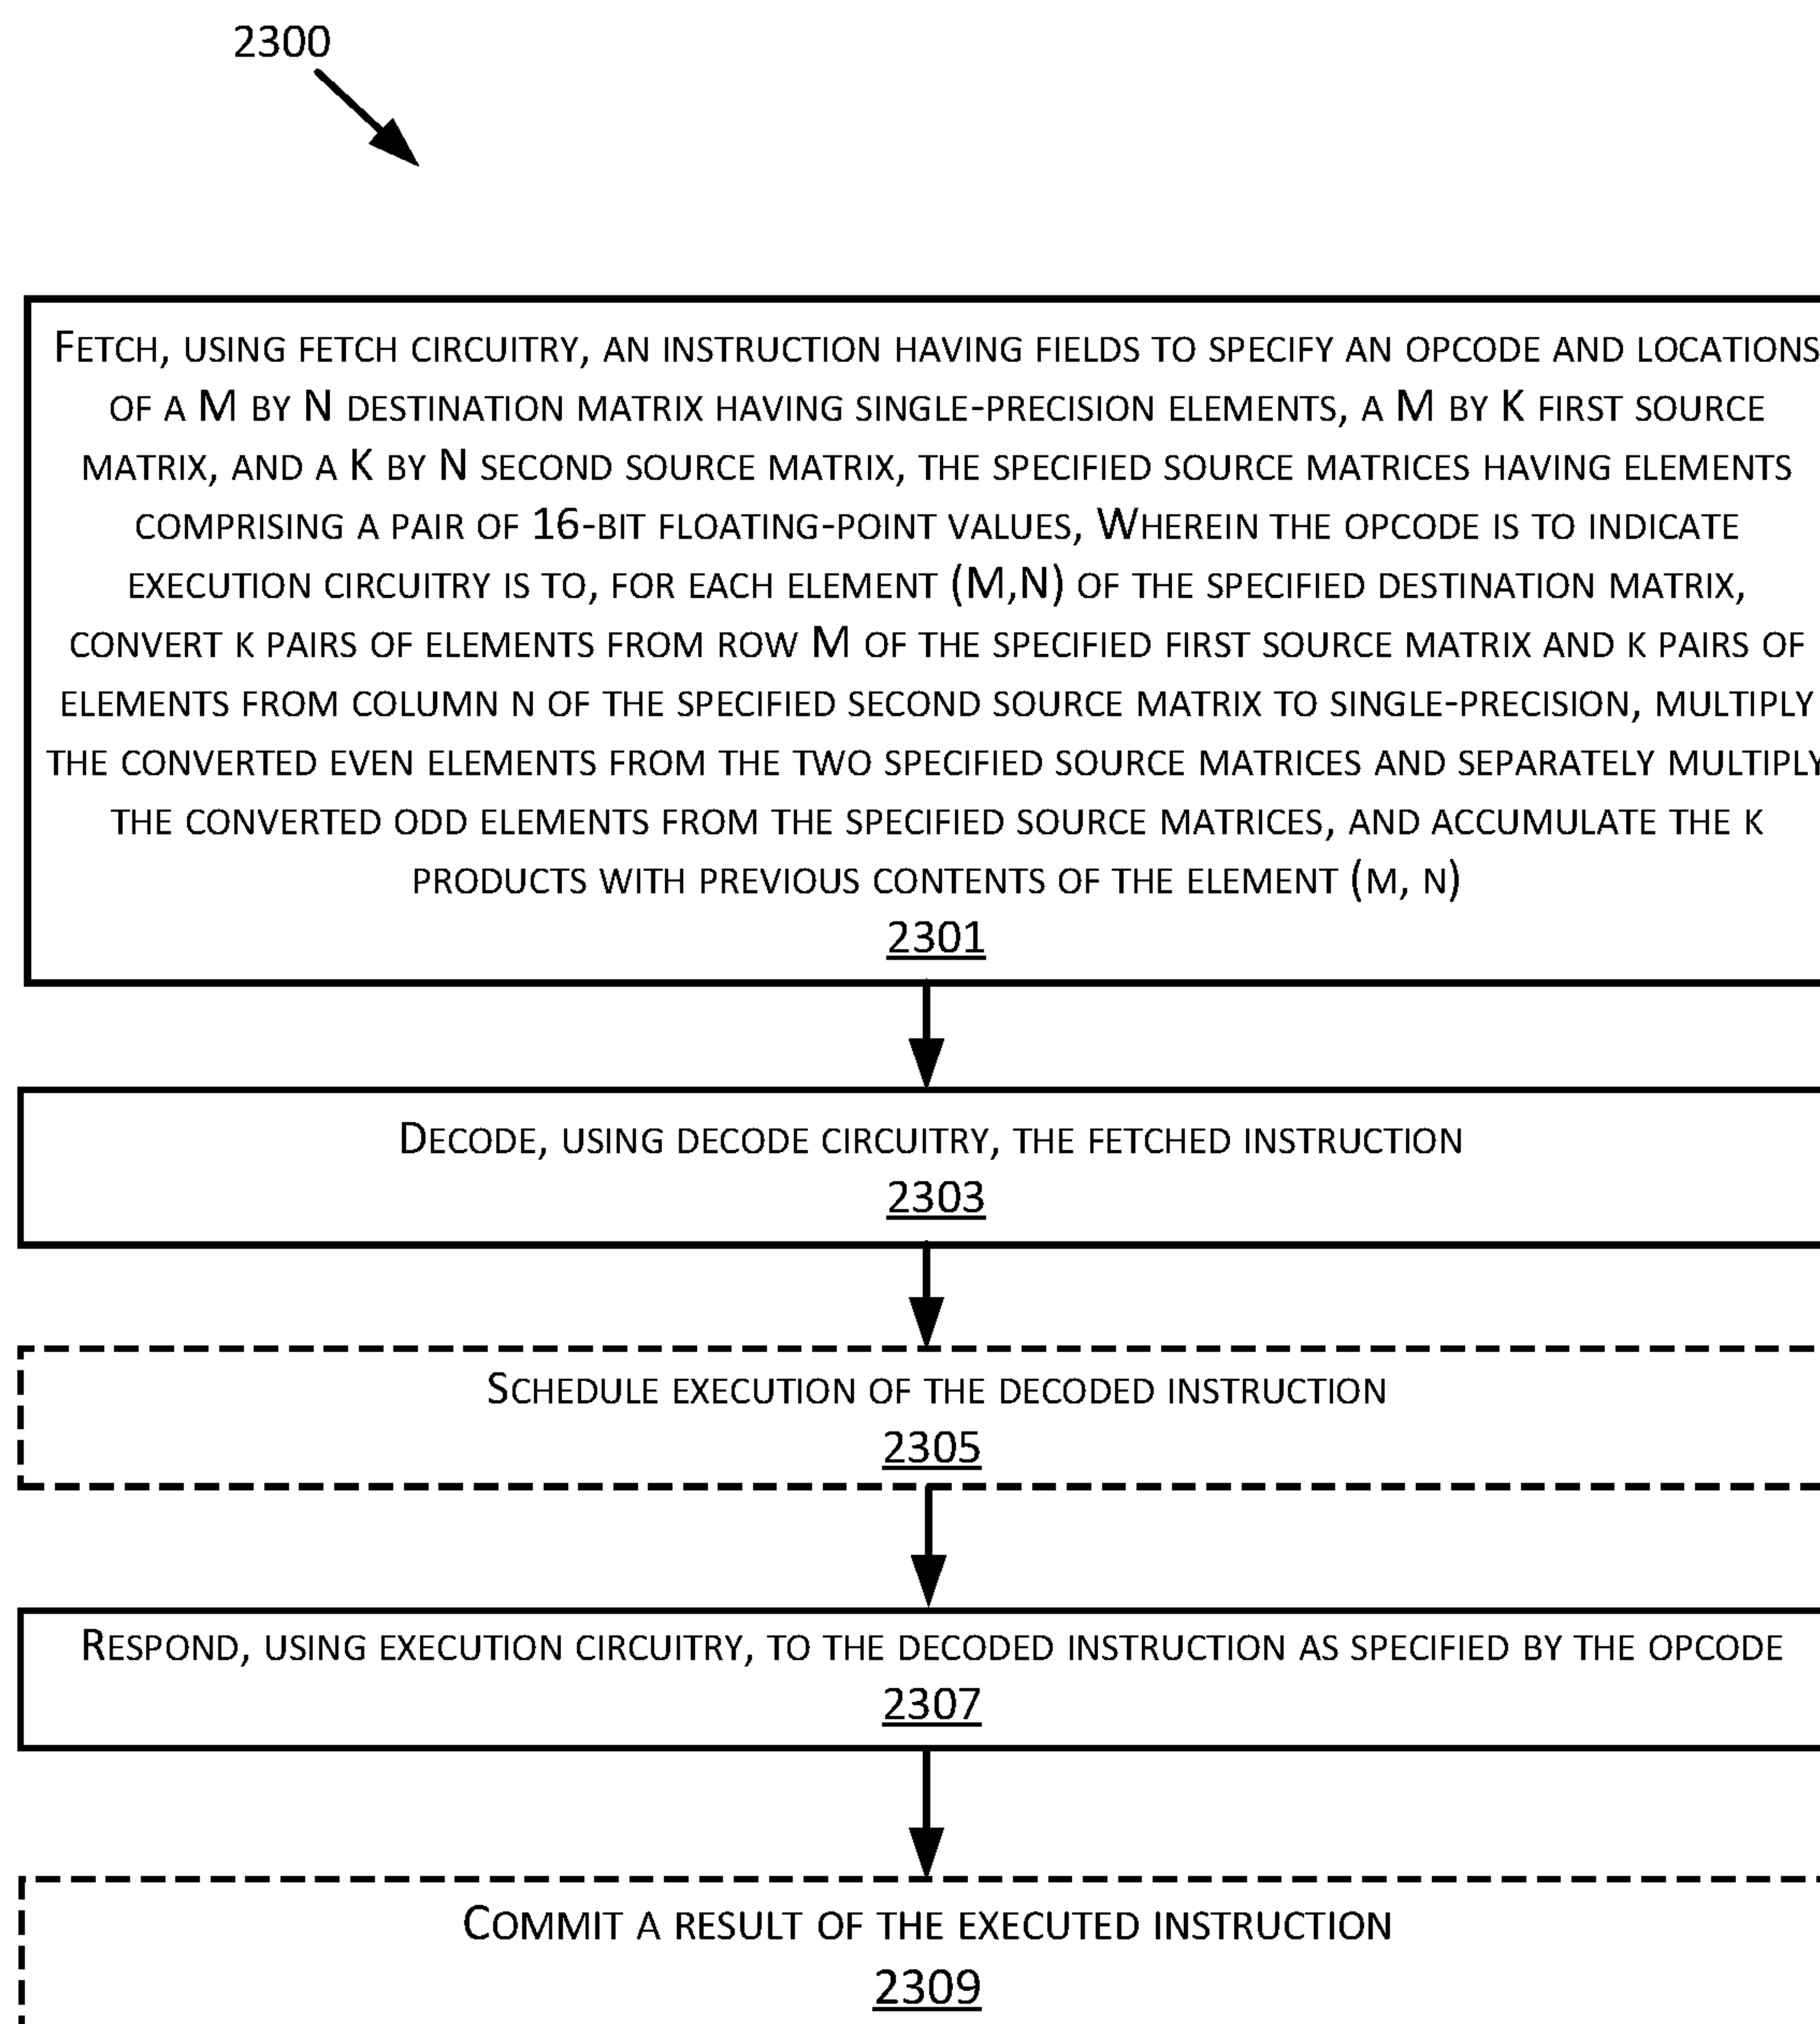 2300
Fetch, using fetch circuitry, an instruction having fields to specify an opcode and locations
of a M by N destination matrix having single-precision elements, a M by K first source
matrix, and a K by N second source matrix, the specified source matrices having elements
comprising a pair of 16-bit floating-point values, Wherein the opcode is to indicate
execution circuitry is to, for each element (M,N) of the specified destination matrix,
convert k pairs of elements from row M of the specified first source matrix and k pairs of
elements from column n of the specified second source matrix to single-precision, multiply
the converted even elements from the two specified source matrices and separately multiply
the converted odd elements from the specified source matrices, and accumulate the k
products with previous contents of the element (m, n)
2301
Decode, using decode circuitry, the fetched instruction
2303
Schedule execution of the decoded instruction
2305
Respond, using execution circuitry, to the decoded instruction as specified by the opcode
2307
Commit a result of the executed instruction
2309